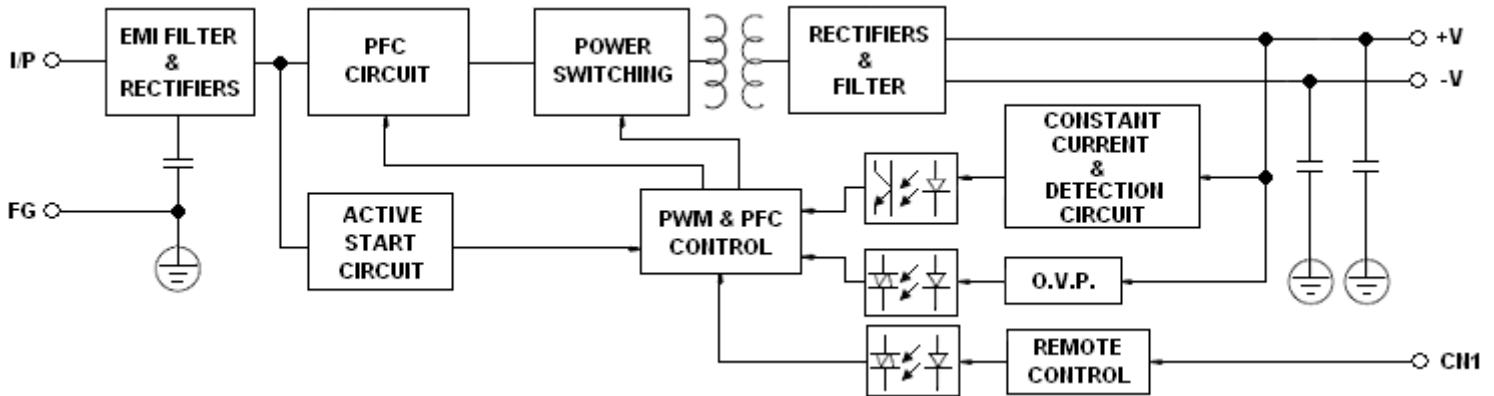 I/P
EMI FILTER
&
RECTIFIERS
PFC
CIRCUIT
POWER
SWITCHING
RECTIFIERS
&
FILTER
+V
-V
CONSTANT
CURRENT
&
DETECTION
CIRCUIT
FG
ACTIVE
START
CIRCUIT
PWM & PFC
CONTROL
O.V.P.
REMOTE
CONTROL
CN1